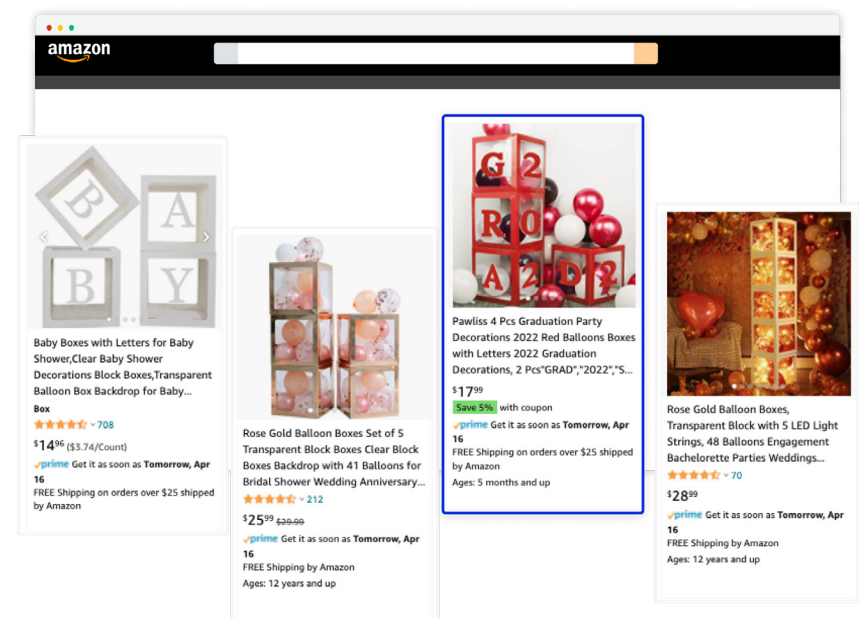 amazon
B
A
B
Y
Baby Boxes with Letters for Baby
Shower,Clear Baby Shower
Decorations Block Boxes,Transparent
Balloon Box Backdrop for Baby...
Box
708
$14⁹⁶ ($3.74/Count)
prime Get it as soon as Tomorrow, Apr
16
FREE Shipping on orders over $25 shipped
by Amazon
Rose Gold Balloon Boxes Set of 5
Transparent Block Boxes Clear Block
Boxes Backdrop with 41 Balloons for
Bridal Shower Wedding Anniversary...
212
$25⁹⁹ $29.99
prime Get it as soon as Tomorrow, Apr
16
FREE Shipping by Amazon
Ages: 12 years and up
G 2
R 0
A 2 D 2
Pawliss 4 Pcs Graduation Party
Decorations 2022 Red Balloons Boxes
with Letters 2022 Graduation
Decorations, 2 Pcs"GRAD","2022","S...
$17⁹⁹
Save 5% with coupon
prime Get it as soon as Tomorrow, Apr
16
FREE Shipping on orders over $25 shipped
by Amazon
Ages: 5 months and up
Rose Gold Balloon Boxes,
Transparent Block with 5 LED Light
Strings, 48 Balloons Engagement
Bachelorette Parties Weddings...
70
$28⁹⁹
prime Get it as soon as Tomorrow, Apr
16
FREE Shipping by Amazon
Ages: 12 years and up